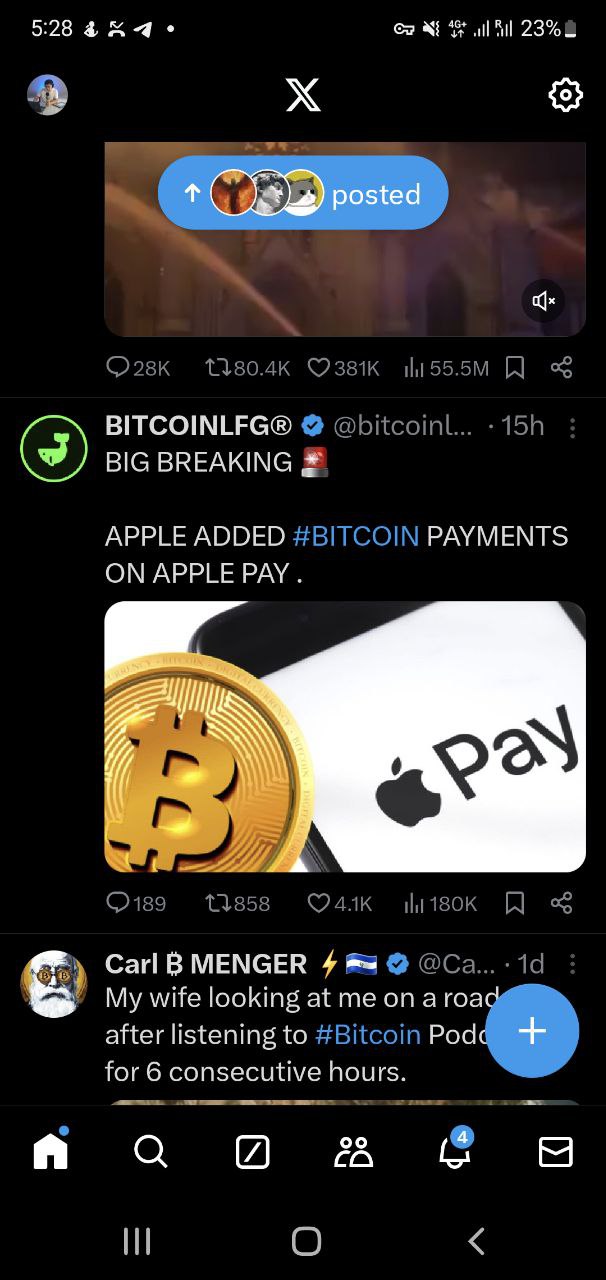 5:28
4G+
R
23%
X
posted
28K 80.4K 381K 55.5M
BITCOINLFG® @bitcoinl... · 15h
BIG BREAKING 🚨
APPLE ADDED #BITCOIN PAYMENTS
ON APPLE PAY .
Pay
189 858 4.1K 180K
Carl ₿ MENGER ⚡🇸🇻 @Ca... · 1d
My wife looking at me on a road
after listening to #Bitcoin Podc
for 6 consecutive hours.
4